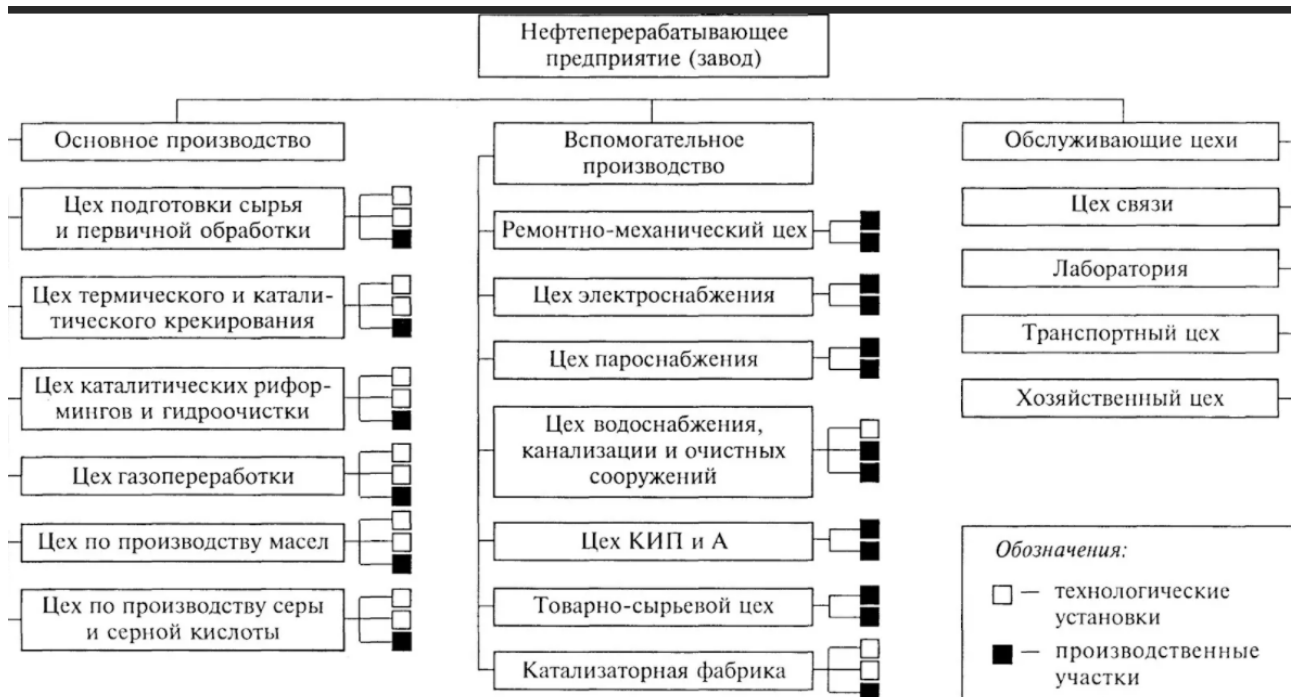 Нефтеперерабатывающее
предприятие (завод)
Основное производство
Цех подготовки сырья
и первичной обработки
Цех термического и катали-
тического крекирования
Цех каталитических рифор-
мингов и гидроочистки
Цех газопереработки
Цех по производству масел
Цех по производству серы
и серной кислоты
Вспомогательное
производство
Ремонтно-механический цех
Цех электроснабжения
Цех пароснабжения
Цех водоснабжения,
канализации и очистных
сооружений
Цех КИП и А
Товарно-сырьевой цех
Катализаторная фабрика
Обслуживающие цехи
Цех связи
Лаборатория
Транспортный цех
Хозяйственный цех
Обозначения:
— технологические
установки
— производственные
участки